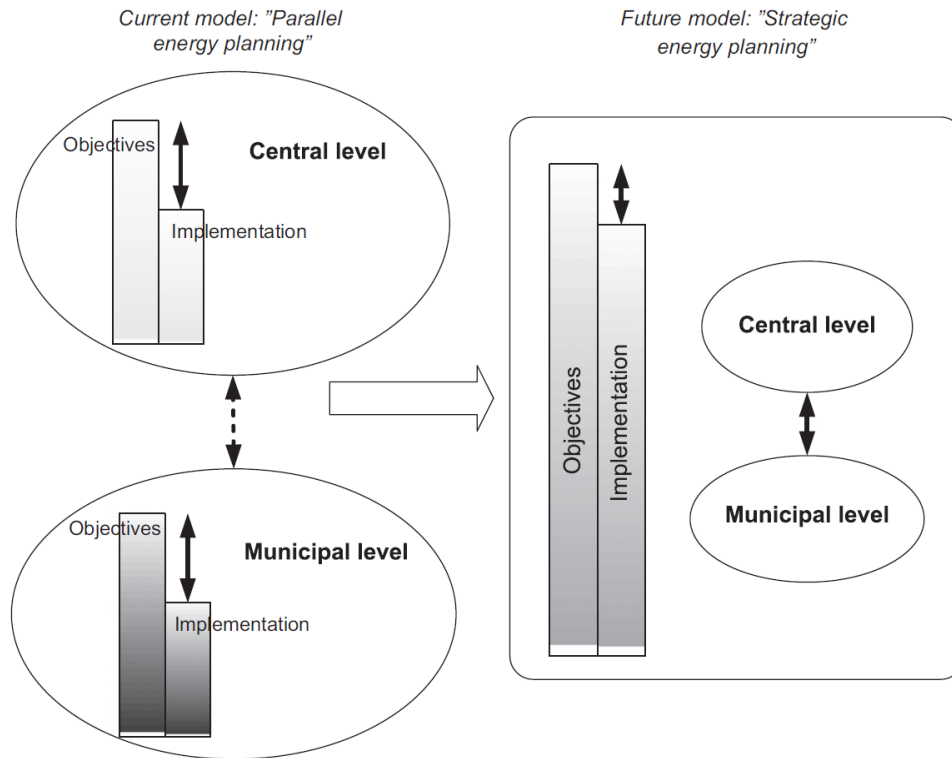 Current model: ”Parallel
energy planning”
Future model: ”Strategic
energy planning”
Objectives
Central level
Implementation
Objectives
Municipal level
Implementation
Objectives
Implementation
Central level
Municipal level